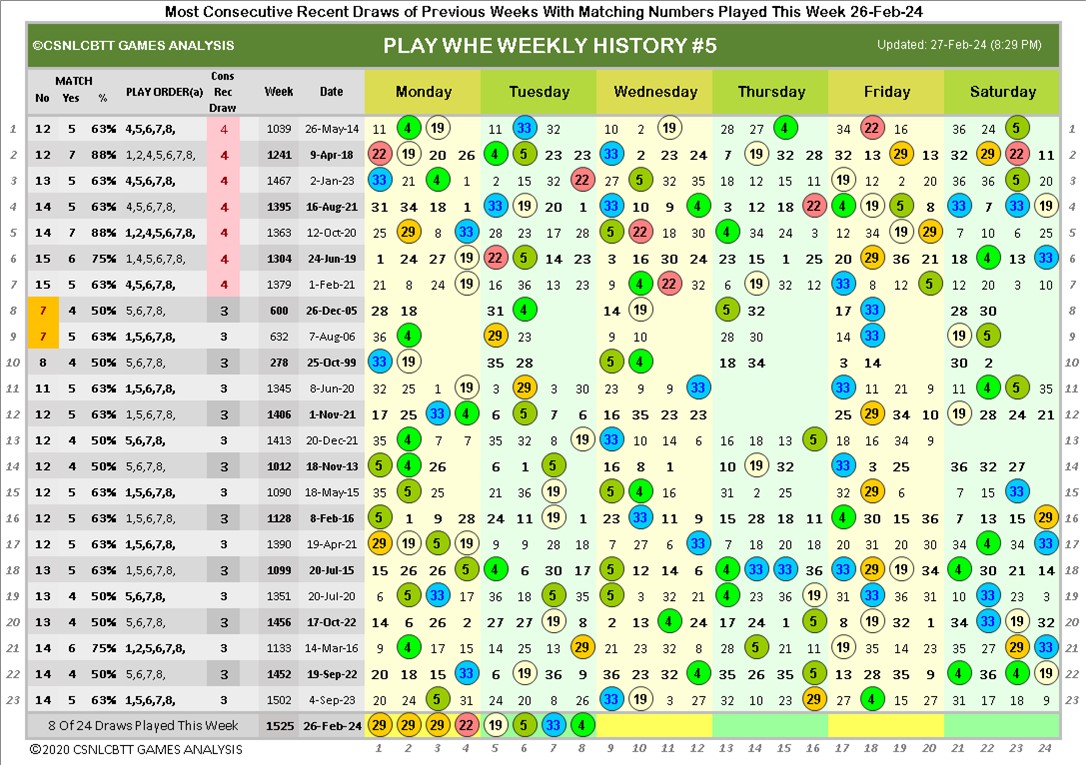 Most Consecutive Recent Draws of Previous Weeks With Matching Numbers Played This Week 26-Feb-24
©CSNLCBTT GAMES ANALYSIS PLAY WHE WEEKLY HISTORY #5 Updated: 27-Feb-24 (8:29 PM)
No MATCH Yes % PLAY ORDER(a) Cons Rec Draw Week Date Monday Tuesday Wednesday Thursday Friday Saturday
1 12 5 63% 4,5,6,7,8, 4 1039 26-May-14 11 4 19 11 33 32 10 2 19 28 27 4 34 22 16 36 24 5 1
2 12 7 88% 1,2,4,5,6,7,8, 4 1241 9-Apr-18 22 19 20 26 4 5 23 23 33 2 23 24 7 19 32 28 32 13 29 13 32 29 22 11 2
3 13 5 63% 4,5,6,7,8, 4 1467 2-Jan-23 33 21 4 1 2 15 32 22 27 5 32 35 18 12 15 11 19 12 2 20 36 36 5 20 3
4 14 5 63% 4,5,6,7,8, 4 1395 16-Aug-21 31 34 18 1 33 19 20 1 33 10 9 4 3 12 18 22 4 19 5 8 33 7 33 19 4
5 14 7 88% 1,2,4,5,6,7,8, 4 1363 12-Oct-20 25 29 8 33 28 23 17 28 5 22 18 30 4 34 24 3 12 34 19 29 7 10 6 25 5
6 15 6 75% 1,4,5,6,7,8, 4 1304 24-Jun-19 1 24 27 19 22 5 14 23 3 16 30 24 23 15 1 25 20 29 36 21 18 4 13 33 6
7 15 5 63% 4,5,6,7,8, 4 1379 1-Feb-21 21 8 24 19 16 36 13 23 9 4 22 32 6 19 32 12 33 8 12 5 12 20 3 10 7
8 7 4 50% 5,6,7,8, 3 600 26-Dec-05 28 18 31 4 14 19 5 32 17 33 28 30 8
9 7 5 63% 1,5,6,7,8, 3 632 7-Aug-06 36 4 29 23 9 10 28 30 14 33 19 5 9
10 8 4 50% 5,6,7,8, 3 278 25-Oct-99 33 19 35 28 5 4 18 34 3 14 30 2 10
11 11 5 63% 1,5,6,7,8, 3 1345 8-Jun-20 32 25 1 19 3 29 3 30 23 9 9 33 33 11 21 9 11 4 5 35 11
12 12 5 63% 1,5,6,7,8, 3 1406 1-Nov-21 17 25 33 4 6 5 7 6 16 35 23 23 25 29 34 10 19 28 24 21 12
13 12 4 50% 5,6,7,8, 3 1413 20-Dec-21 35 4 7 7 35 32 8 19 33 10 14 6 16 18 13 5 18 16 34 9 13
14 12 4 50% 5,6,7,8, 3 1012 18-Nov-13 5 4 26 6 1 5 16 8 1 10 19 32 33 3 25 36 32 27 14
15 12 5 63% 1,5,6,7,8, 3 1090 18-May-15 35 5 25 21 36 19 5 4 16 31 2 25 32 29 6 7 15 33 15
16 12 5 63% 1,5,6,7,8, 3 1128 8-Feb-16 5 1 9 28 24 11 19 1 23 33 11 9 15 28 18 11 4 30 15 36 7 13 15 29 16
17 12 5 63% 1,5,6,7,8, 3 1390 19-Apr-21 29 19 5 19 9 9 28 18 7 27 6 33 7 18 20 18 20 31 20 30 34 4 34 33 17
18 13 5 63% 1,5,6,7,8, 3 1099 20-Jul-15 15 26 26 5 4 6 30 17 5 12 14 6 4 33 33 36 33 29 19 34 4 30 21 14 18
19 13 4 50% 5,6,7,8, 3 1351 20-Jul-20 6 5 33 17 36 18 5 35 5 3 32 21 4 23 36 19 31 33 36 31 10 33 23 3 19
20 13 4 50% 5,6,7,8, 3 1456 17-Oct-22 14 6 26 2 27 27 19 8 2 13 4 24 17 24 1 5 8 19 32 1 34 33 19 32 20
21 14 6 75% 1,2,5,6,7,8, 3 1133 14-Mar-16 9 4 17 15 14 25 13 29 21 23 32 8 28 5 21 11 19 35 14 23 35 27 29 33 21
22 14 4 50% 5,6,7,8, 3 1452 19-Sep-22 20 18 15 33 6 19 36 9 36 23 32 4 35 26 35 5 13 28 35 9 4 36 4 19 22
23 14 5 63% 1,5,6,7,8, 3 1502 4-Sep-23 20 24 5 31 24 20 8 26 33 19 3 27 32 10 23 29 27 4 15 27 31 17 18 9 23
8 Of 24 Draws Played This Week 1525 26-Feb-24 29 29 29 22 19 5 33 4
©2020 CSNLCBTT GAMES ANALYSIS 1 2 3 4 5 6 7 8 9 10 11 12 13 14 15 16 17 18 19 20 21 22 23 24